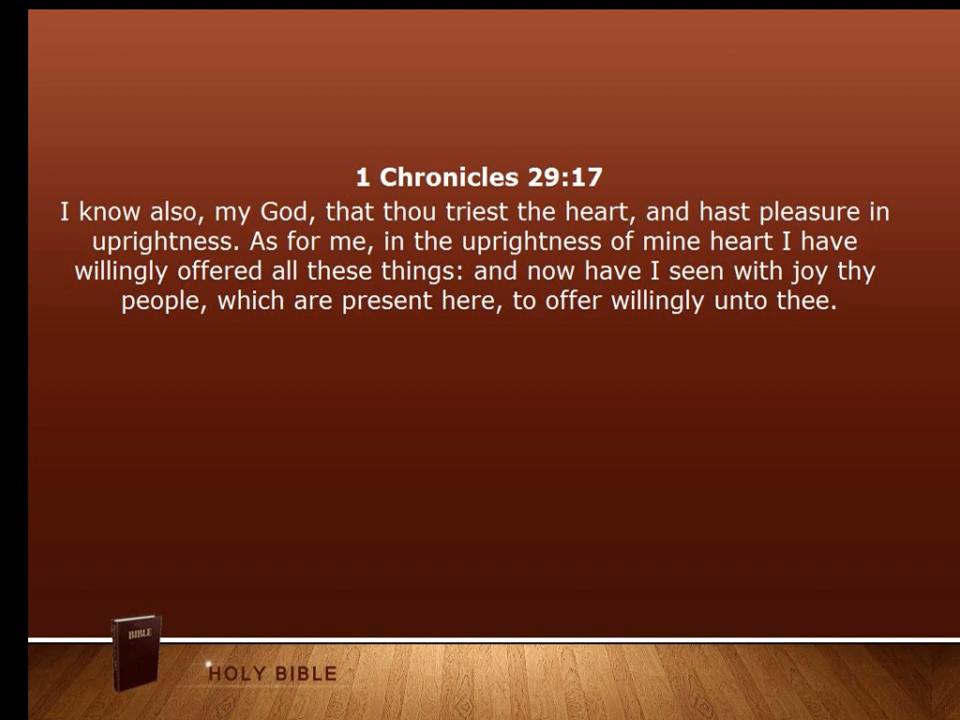 1 Chronicles 29:17
I know also, my God, that thou triest the heart, and hast pleasure in
uprightness. As for me, in the uprightness of mine heart I have
willingly offered all these things: and now have I seen with joy thy
people, which are present here, to offer willingly unto thee.
BIBLE
HOLY BIBLE